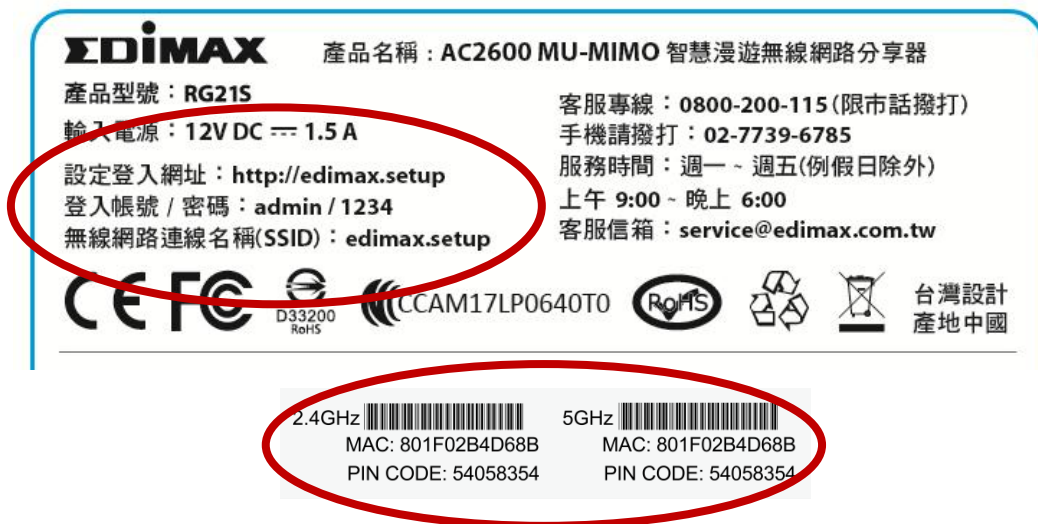 EDIMAX 產品名稱：AC2600 MU-MIMO 智慧漫遊無線網路分享器
產品型號：RG21S
輸入電源：12V DC ⎓ 1.5 A
設定登入網址：http://edimax.setup
登入帳號 / 密碼：admin / 1234
無線網路連線名稱(SSID)：edimax.setup
客服專線：0800-200-115(限市話撥打)
手機請撥打：02-7739-6785
服務時間：週一 ~ 週五(例假日除外)
上午 9:00 ~ 晚上 6:00
客服信箱：service@edimax.com.tw
CE FC D33200 RoHS CCAM17LP0640T0 RoHS
台灣設計
產地中國
2.4GHz 5GHz
MAC: 801F02B4D68B MAC: 801F02B4D68B
PIN CODE: 54058354 PIN CODE: 54058354